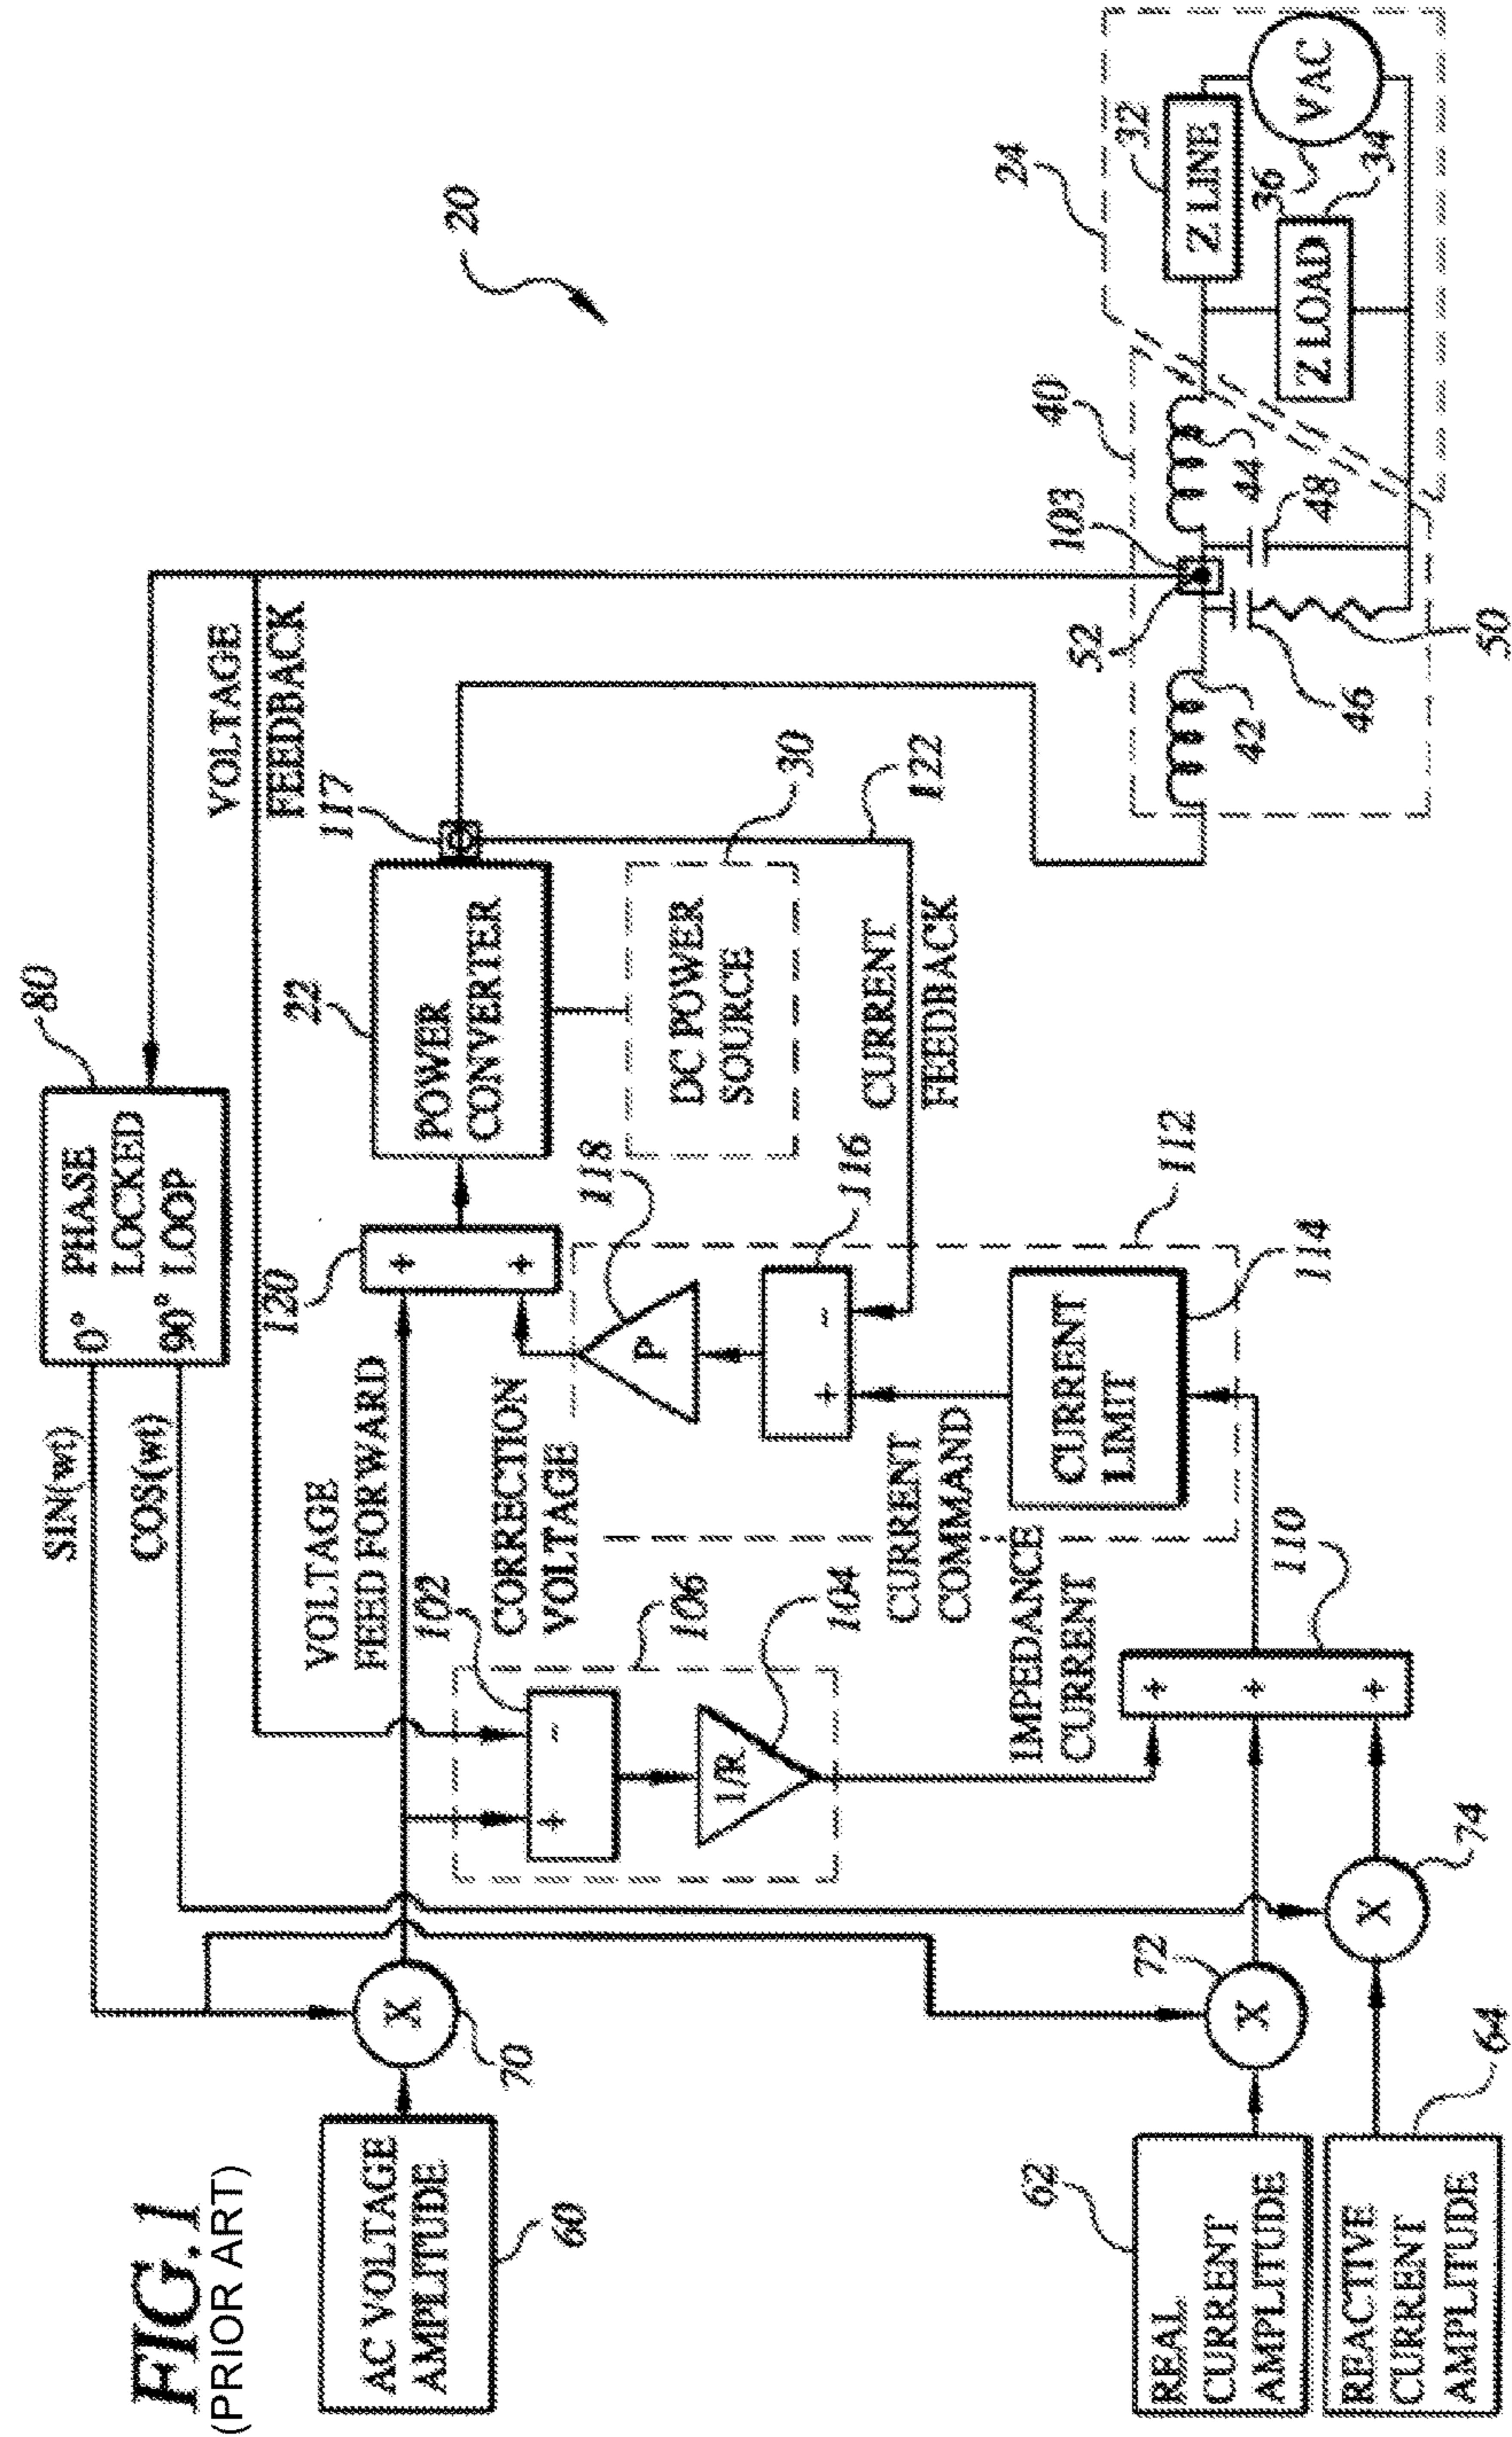 FIG. 1
(PRIOR ART)
20
80
PHASE
LOCKED
LOOP
0°
90°
SIN(wt)
COS(wt)
VOLTAGE
FEEDBACK
AC VOLTAGE
AMPLITUDE
60
X
70
VOLTAGE
FEED FORWARD
120
+
+
22
POWER
CONVERTER
117
CORRECTION
VOLTAGE
118
P
30
DC POWER
SOURCE
102
+
-
106
1/R
104
116
+
-
CURRENT
FEEDBACK
122
CURRENT
COMMAND
CURRENT
LIMIT
114
112
IMPEDANCE
CURRENT
110
+
+
+
62
REAL
CURRENT
AMPLITUDE
72
X
REACTIVE
CURRENT
AMPLITUDE
64
X
74
40
103
52
42
44
46
48
50
24
Z LINE
32
Z LOAD
34
36
VAC